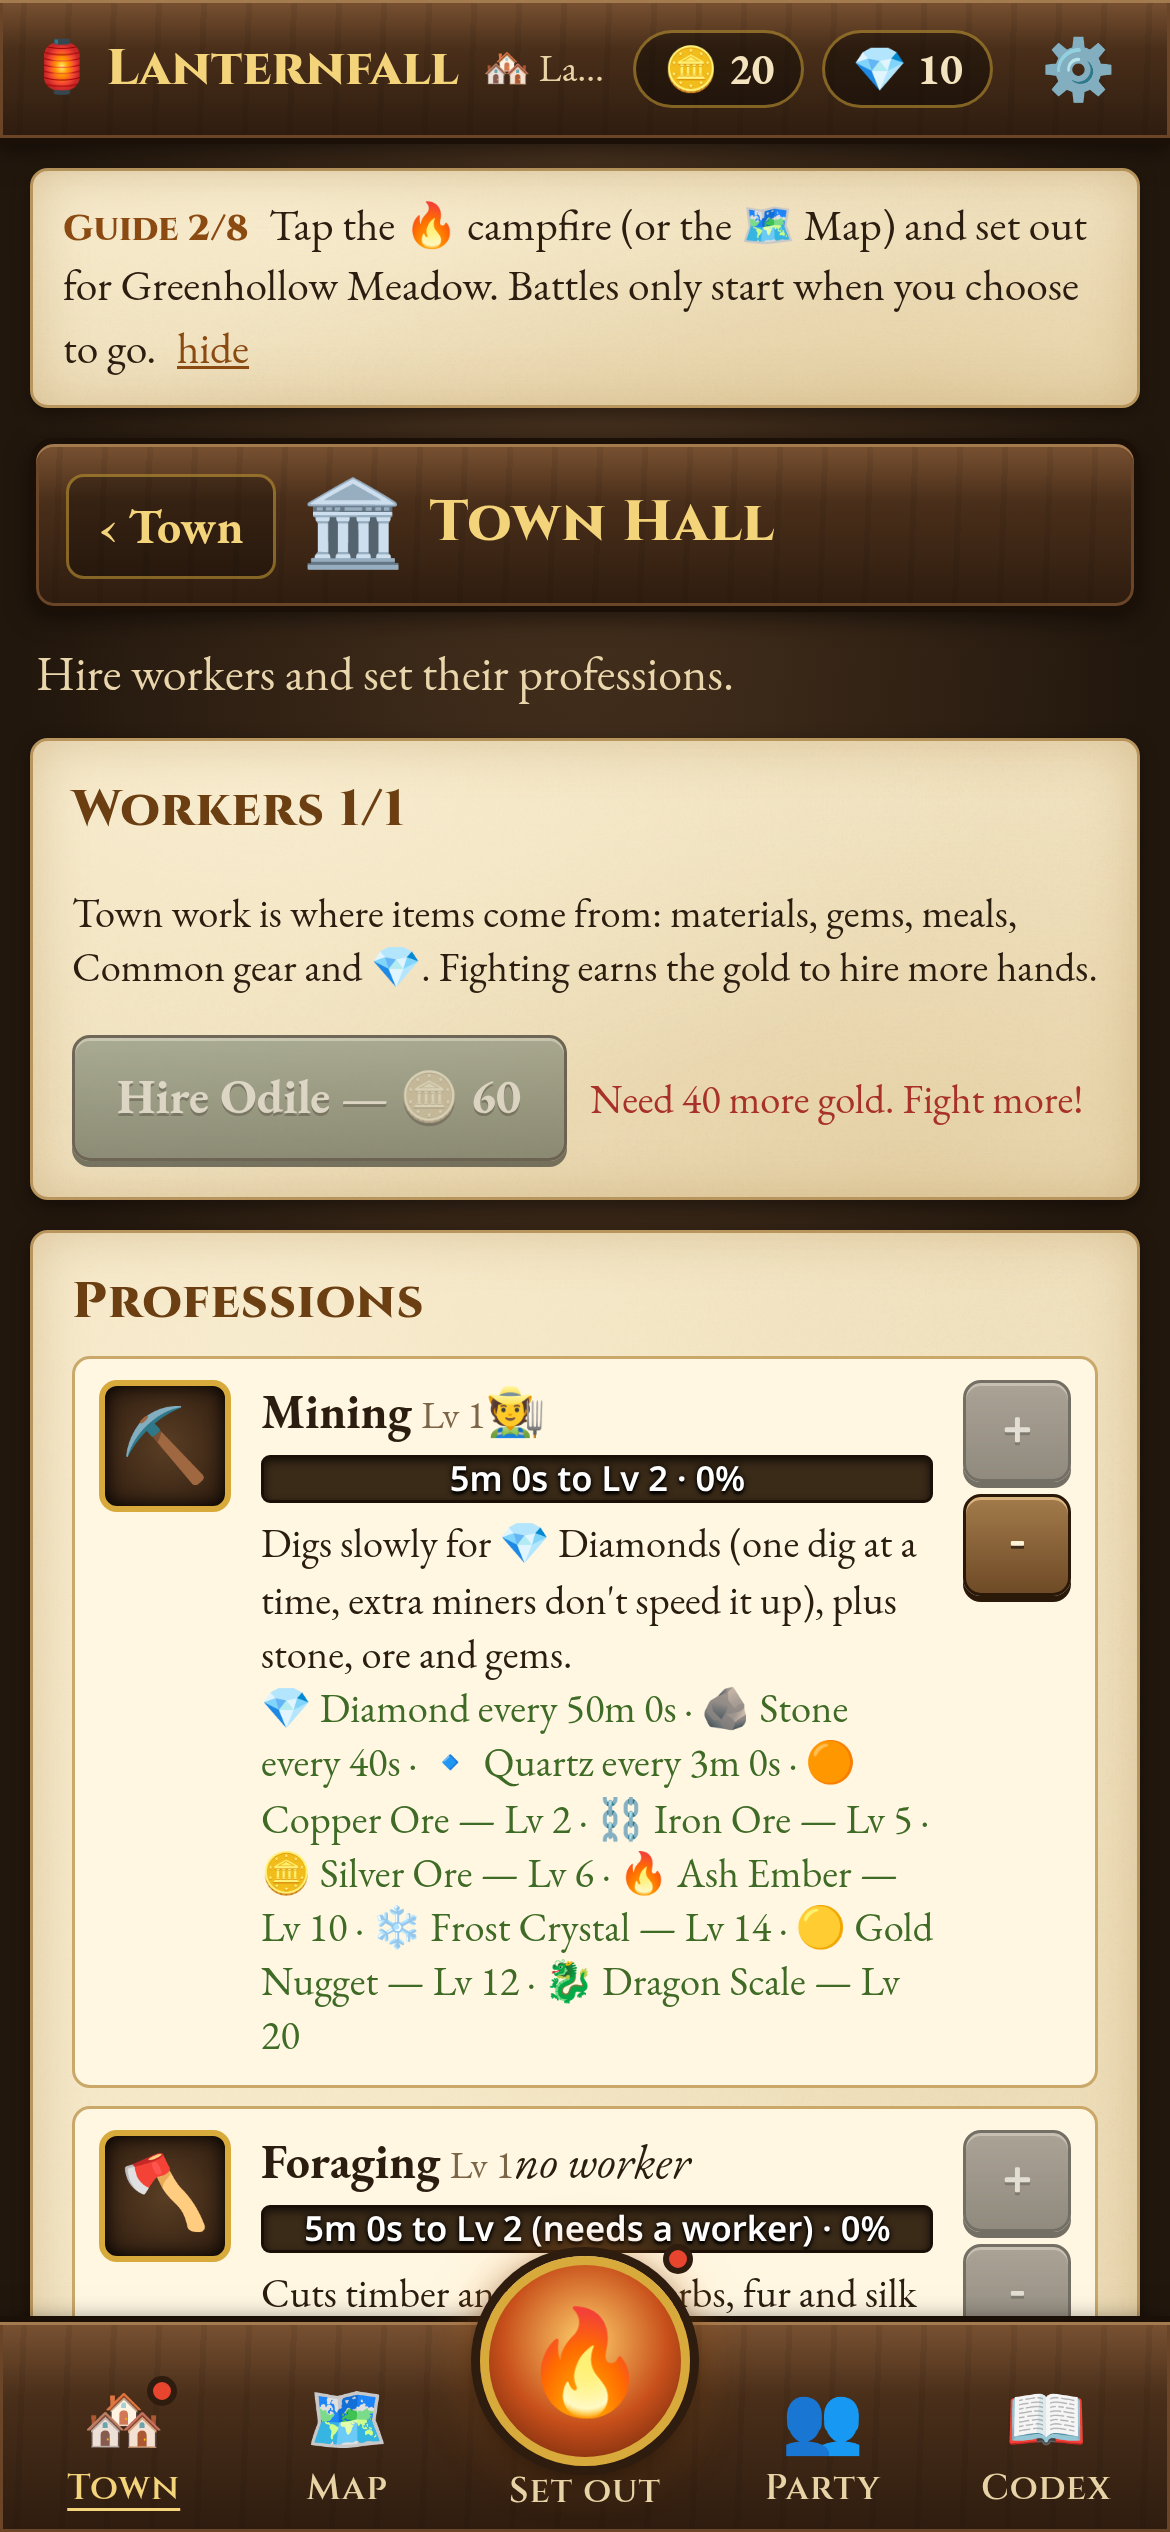 Lanternfall La... 20 10
Guide 2/8 Tap the campfire (or the Map) and set out
for Greenhollow Meadow. Battles only start when you choose
to go. hide
‹ Town Town Hall
Hire workers and set their professions.
Workers 1/1
Town work is where items come from: materials, gems, meals,
Common gear and 💎. Fighting earns the gold to hire more hands.
Hire Odile — 60 Need 40 more gold. Fight more!
Professions
Mining Lv 1 +
5m 0s to Lv 2 · 0%
-
Digs slowly for 💎 Diamonds (one dig at a
time, extra miners don't speed it up), plus
stone, ore and gems.
Diamond every 50m 0s · Stone
every 40s · Quartz every 3m 0s ·
Copper Ore — Lv 2 · Iron Ore — Lv 5 ·
Silver Ore — Lv 6 · Ash Ember —
Lv 10 · Frost Crystal — Lv 14 · Gold
Nugget — Lv 12 · Dragon Scale — Lv
20
Foraging Lv 1no worker +
5m 0s to Lv 2 (needs a worker) · 0%
-
Cuts timber an rbs, fur and silk
Town Map Set out Party Codex